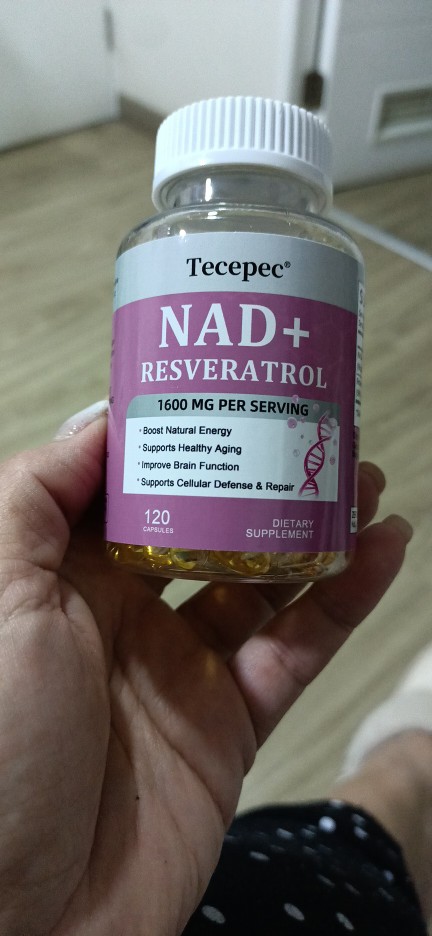 Tecepec®
NAD+
RESVERATROL
1600 MG PER SERVING
· Boost Natural Energy
· Supports Healthy Aging
· Improve Brain Function
· Supports Cellular Defense & Repair
120
CAPSULES
DIETARY
SUPPLEMENT